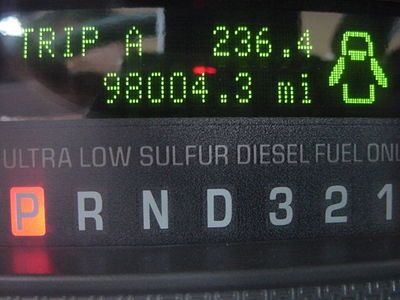 TRIP A 236.4
98004.3 mi
ULTRA LOW SULFUR DIESEL FUEL ONL
P R N D 3 2 1